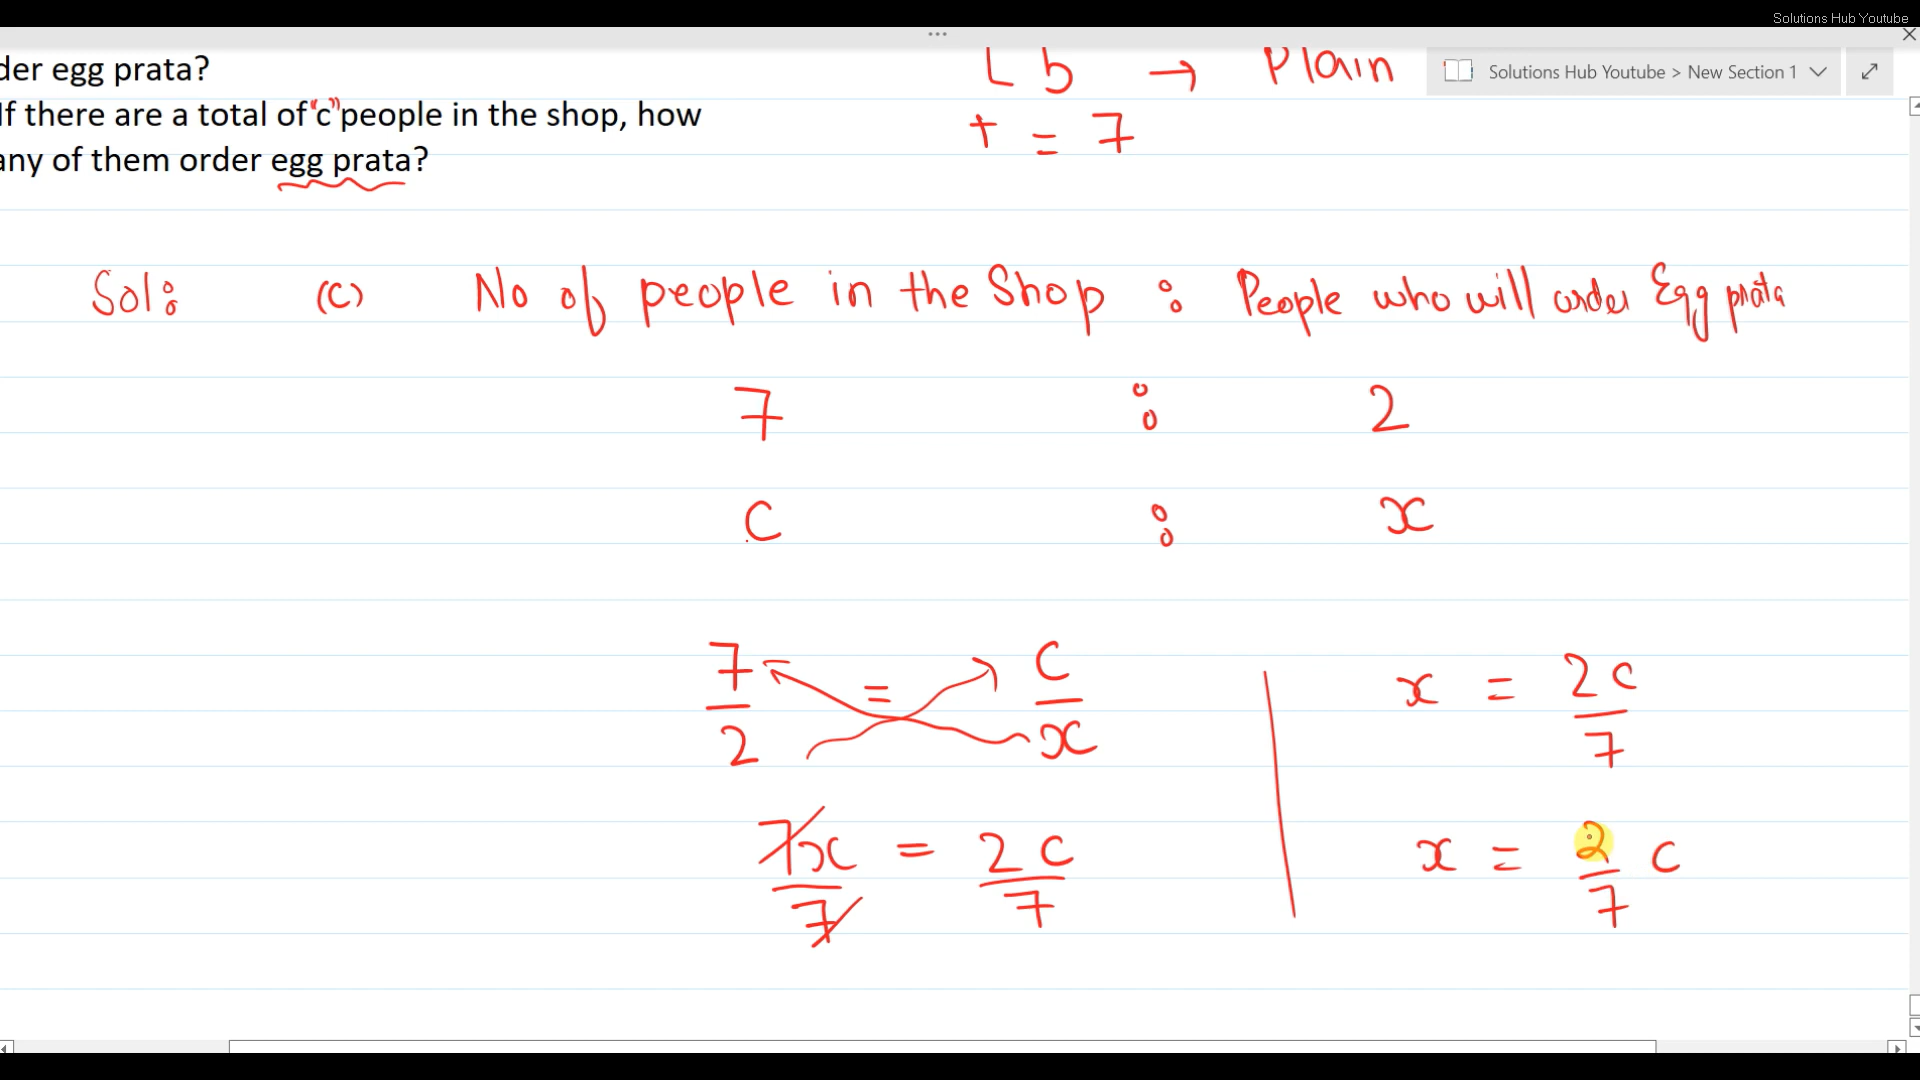 Solutions Hub Youtube
der egg prata?
If there are a total of "c" people in the shop, how
any of them order egg prata?
Solutions Hub Youtube > New Section 1
b → Plain
= 7
Sol: (c) No of people in the Shop : People who will order Egg prata
7 : 2
c : x
7/2 = c/x
7x/7 = 2c/7
x = 2c/7
x = 2/7 c